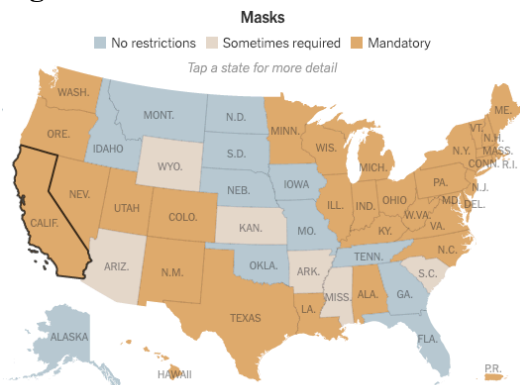 Masks
No restrictions Sometimes required Mandatory
Tap a state for more detail
WASH.
MONT.
N.D.
MINN.
ME.
ORE.
IDAHO
S.D.
WIS.
VT.
N.H.
WYO.
MICH.
N.Y.
MASS.
CONN.
R.I.
NEB.
IOWA
PA.
N.J.
NEV.
UTAH
COLO.
ILL.
IND.
OHIO
MD.
DEL.
CALIF.
KAN.
MO.
KY.
W.VA.
VA.
ARIZ.
N.M.
OKLA.
ARK.
TENN.
N.C.
S.C.
TEXAS
LA.
MISS.
ALA.
GA.
ALASKA
FLA.
HAWAII
P.R.